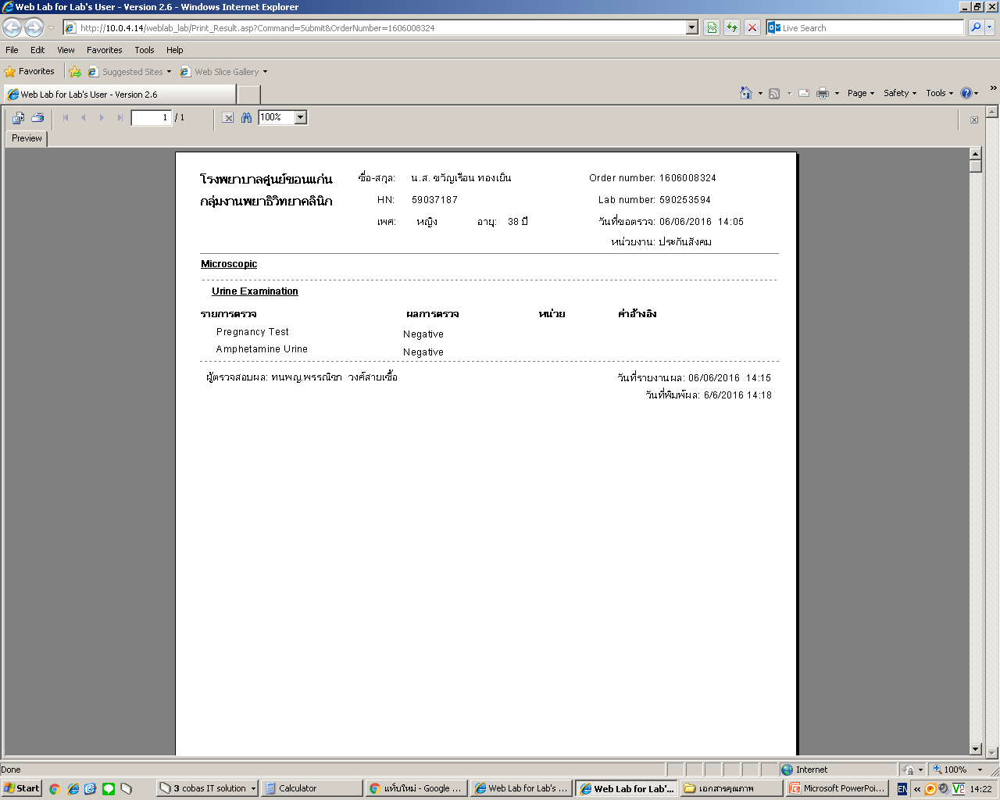 Web Lab for Lab's User - Version 2.6 - Windows Internet Explorer
http://10.0.4.14/weblab_lab/Print_Result.asp?Command=Submit&OrderNumber=1606008324
Live Search
File Edit View Favorites Tools Help
Favorites Suggested Sites Web Slice Gallery
Web Lab for Lab's User - Version 2.6
Page Safety Tools
1 / 1 100%
Preview
โรงพยาบาลศูนย์ขอนแก่น ชื่อ-สกุล: น.ส. ขวัญเรือน ทองเย็น Order number: 1606008324
กลุ่มงานพยาธิวิทยาคลินิก HN: 59037187 Lab number: 590253594
เพศ: หญิง อายุ: 38 ปี วันที่ขอตรวจ: 06/06/2016 14:05
หน่วยงาน: ประกันสังคม
Microscopic
Urine Examination
รายการตรวจ ผลการตรวจ หน่วย ค่าอ้างอิง
Pregnancy Test Negative
Amphetamine Urine Negative
ผู้ตรวจสอบผล: ทนพญ.พรรณิชา วงศ์สายเชื้อ วันที่รายงานผล: 06/06/2016 14:15
วันที่พิมพ์ผล: 6/6/2016 14:18
Done Internet 100%
Start 3 cobas IT solution Calculator แท็บใหม่ - Google ... Web Lab for Lab's ... Web Lab for Lab'... เอกสารคุณภาพ Microsoft PowerPoi... EN 14:22